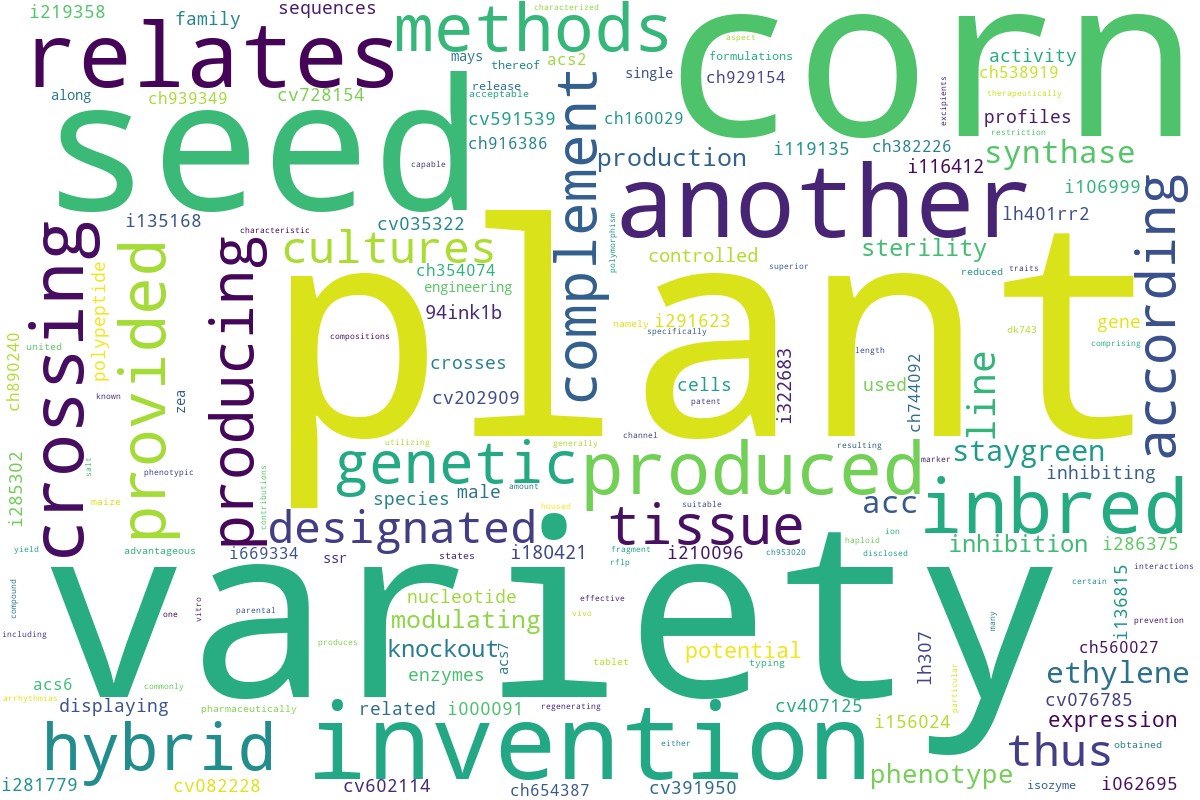 i219358
family
sequences
relates
methods
characterized
corn
aspect
formulations
activity
mays
thereof
acs2
single
ch929154
ch538919
along
ch939349
cv728154
release
acceptable
excipients
therapeutically
seed
cv591539
ch160029
profiles
restriction
ch916386
complement
production
i119135
ch382226
synthase
capable
i116412
another
i106999
i135168
cv035322
lh401rr2
according
crossing
provided
producing
characteristic
cultures
polymorphism
controlled
sterility
polypeptide
ch354074
superior
reduced
traits
engineering
plant
94ink1b
namely
i291623
gene
specifically
dk743
ch890240
united
compositions
length
comprising
crosses
i322683
ch744092
line
cells
used
known
zea
cv202909
patent
channel
utilizing
generally
resulting
genetic
produced
marker
staygreen
i285302
salt
phenotypic
contributions
inhibiting
species
male
amount
suitable
acc
maize
housed
inbred
designated
tissue
ion
haploid
yield
advantageous
i669334
ssr
states
i180421
fragment
rflp
i210096
ch953020
disclosed
inhibition
i286375
variety
compound
one
vitro
parental
nucleotide
effective
certain
interactions
i136815
including
modulating
vivo
many
prevention
produces
knockout
acs7
potential
lh307
ch560027
enzymes
tablet
typing
ethylene
acs6
commonly
particular
arrhythmias
displaying
pharmaceutically
related
i000091
regenerating
cv407125
i156024
cv076785
expression
hybrid
invention
either
thus
obtained
i281779
cv082228
cv602114
ch654387
cv391950
phenotype
isozyme
i062695